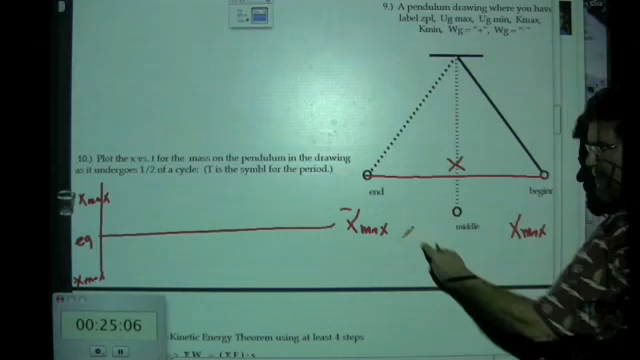 9.) A pendulum drawing where you have
label zpl, Ug max, Ug min, Kmax,
Kmin, Wg = "+", Wg = "-"
10.) Plot the x vs. t for the mass on the pendulum in the drawing
as it undergoes 1/2 of a cycle: (T is the symbl for the period.)
end
middle
Xmax
eq
-Xmax
-Xmax
Xmax
00:25:06
Kinetic Energy Theorem using at least 4 steps
=> ΣW = (ΣF) · s